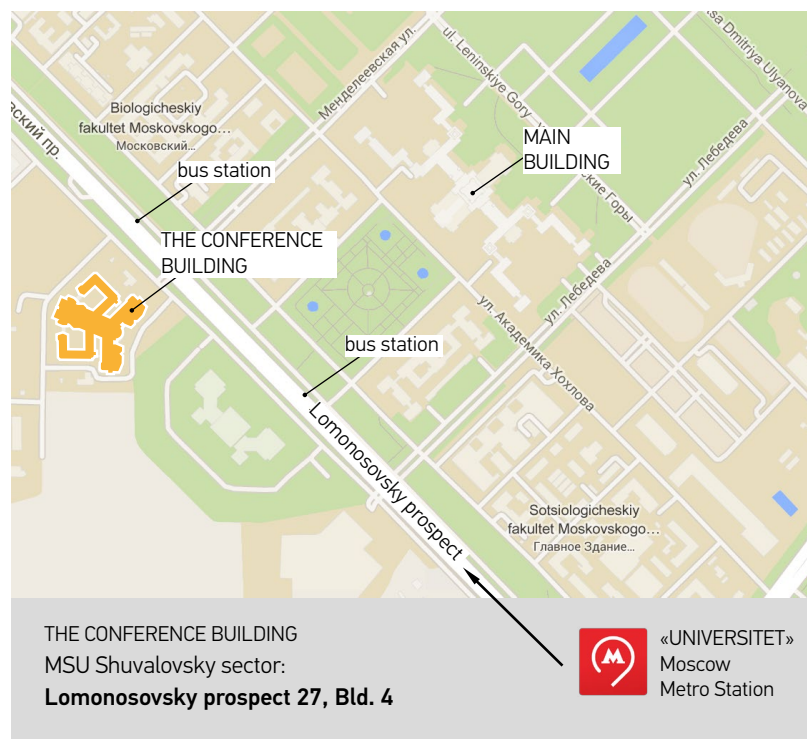 ul. Leninskiye Gory
Asa Dmitriya Ulyanova
Менделеевская ул.
Biologicheskiy
fakultet Moskovskogo…
Московский…
вский пр.
MAIN
BUILDING
ские Горы
ул. Лебедева
bus station
THE CONFERENCE
BUILDING
ул. Лебедева
ул. Академика Хохлова
bus station
Lomonosovsky prospect
Sotsiologicheskiy
fakultet Moskovskogo…
Главное Здание…
THE CONFERENCE BUILDING
MSU Shuvalovsky sector:
Lomonosovsky prospect 27, Bld. 4
«UNIVERSITET»
Moscow
Metro Station